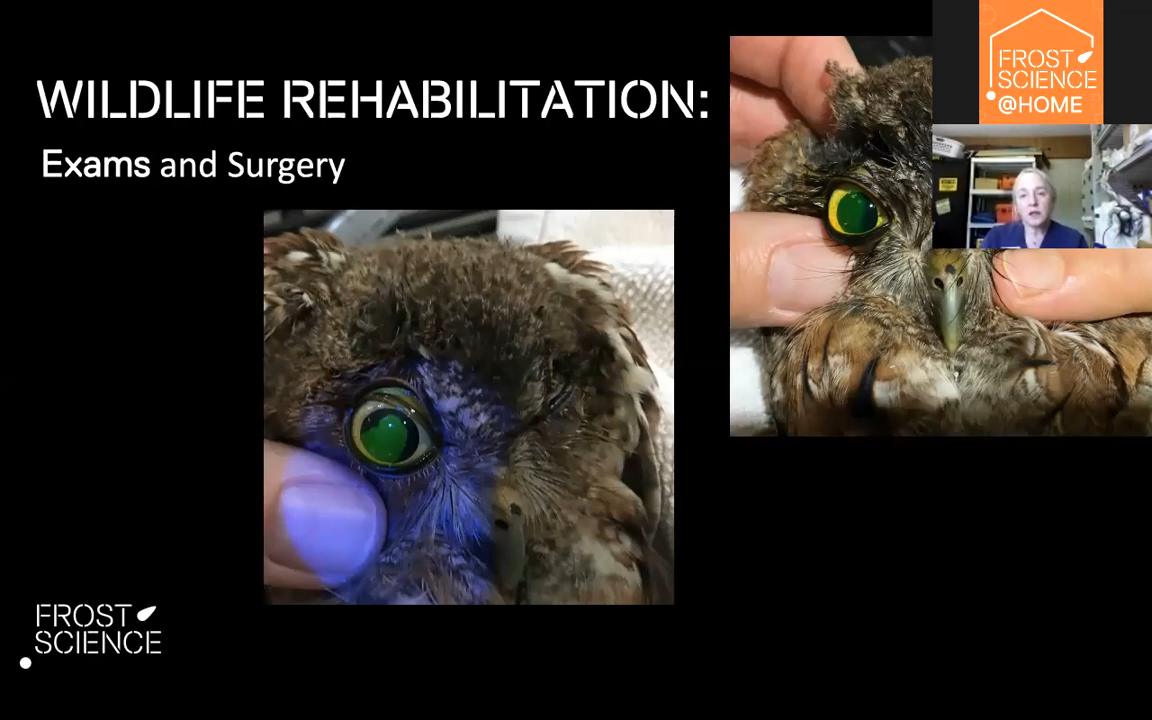 WILDLIFE REHABILITATION:
Exams and Surgery
FROST
SCIENCE
@HOME
FROST
SCIENCE